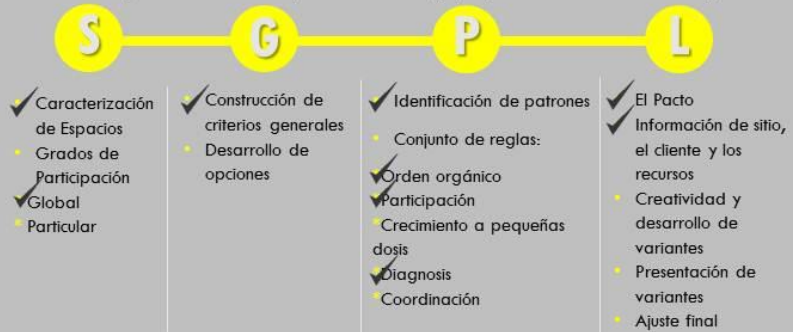 S G P L
Caracterización
de Espacios
Grados de
Participación
Global
Particular
Construcción de
criterios generales
Desarrollo de
opciones
Identificación de patrones
Conjunto de reglas:
Orden orgánico
Participación
Crecimiento a pequeñas
dosis
Diagnosis
Coordinación
El Pacto
Información de sitio,
el cliente y los
recursos
Creatividad y
desarrollo de
variantes
Presentación de
variantes
Ajuste final